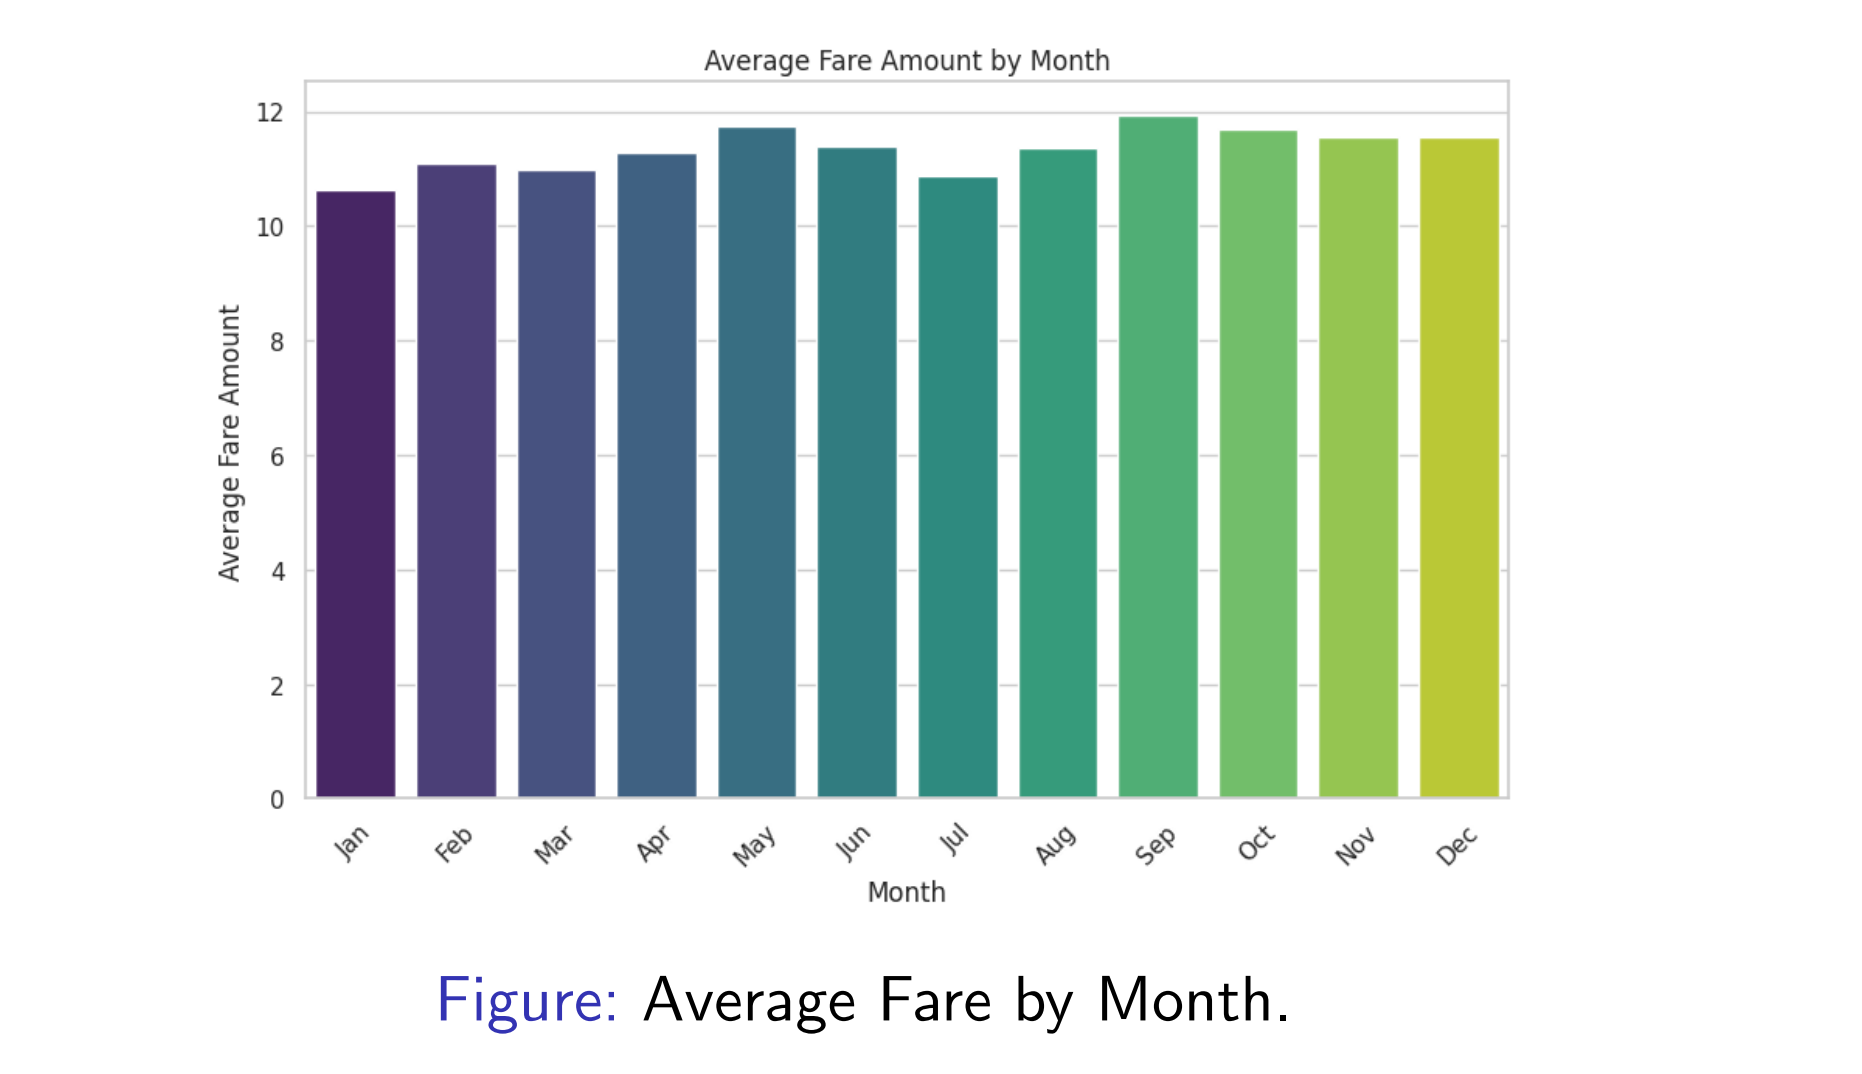 Average Fare Amount by Month
12
10
8
6
4
2
0
Average Fare Amount
Jan Feb Mar Apr May Jun Jul Aug Sep Oct Nov Dec
Month
Figure: Average Fare by Month.